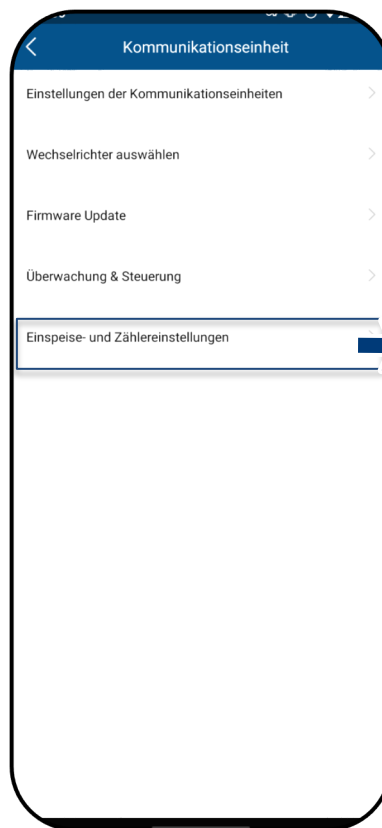 Kommunikationseinheit
Einstellungen der Kommunikationseinheiten
Wechselrichter auswählen
Firmware Update
Überwachung & Steuerung
Einspeise- und Zählereinstellungen